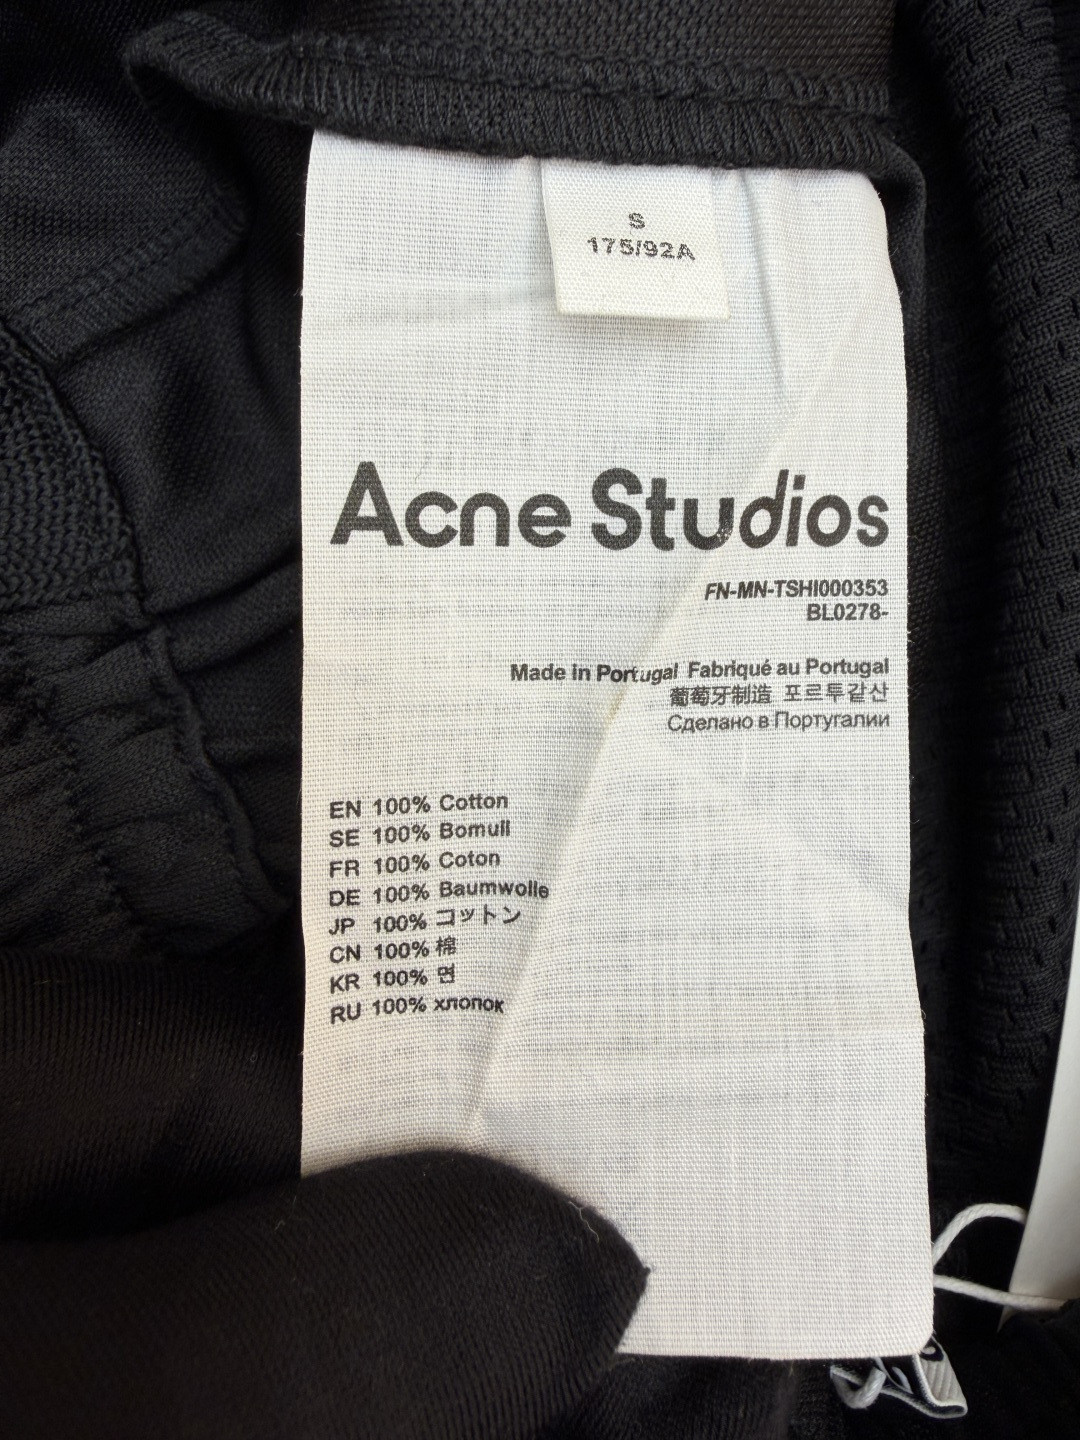 S
175/92A
Acne Studios
FN-MN-TSHI000353
BL0278-
Made in Portugal Fabriqué au Portugal
葡萄牙制造 포르투갈산
Сделано в Португалии
EN 100% Cotton
SE 100% Bomull
FR 100% Coton
DE 100% Baumwolle
JP 100% コットン
CN 100% 棉
KR 100% 면
RU 100% хлопок